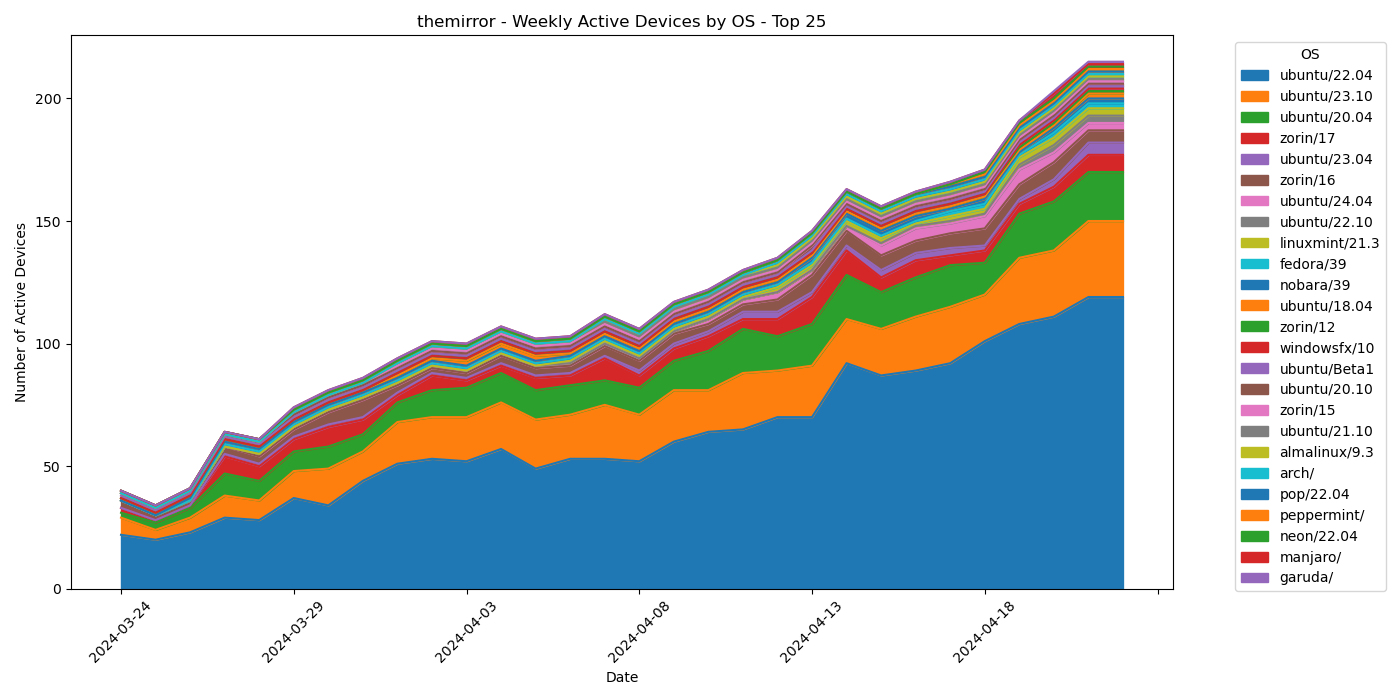 themirror - Weekly Active Devices by OS - Top 25
Number of Active Devices
200
150
100
50
0
2024-03-24
2024-03-29
2024-04-03
2024-04-08
2024-04-13
2024-04-18
Date
OS
ubuntu/22.04
ubuntu/23.10
ubuntu/20.04
zorin/17
ubuntu/23.04
zorin/16
ubuntu/24.04
ubuntu/22.10
linuxmint/21.3
fedora/39
nobara/39
ubuntu/18.04
zorin/12
windowsfx/10
ubuntu/Beta1
ubuntu/20.10
zorin/15
ubuntu/21.10
almalinux/9.3
arch/
pop/22.04
peppermint/
neon/22.04
manjaro/
garuda/